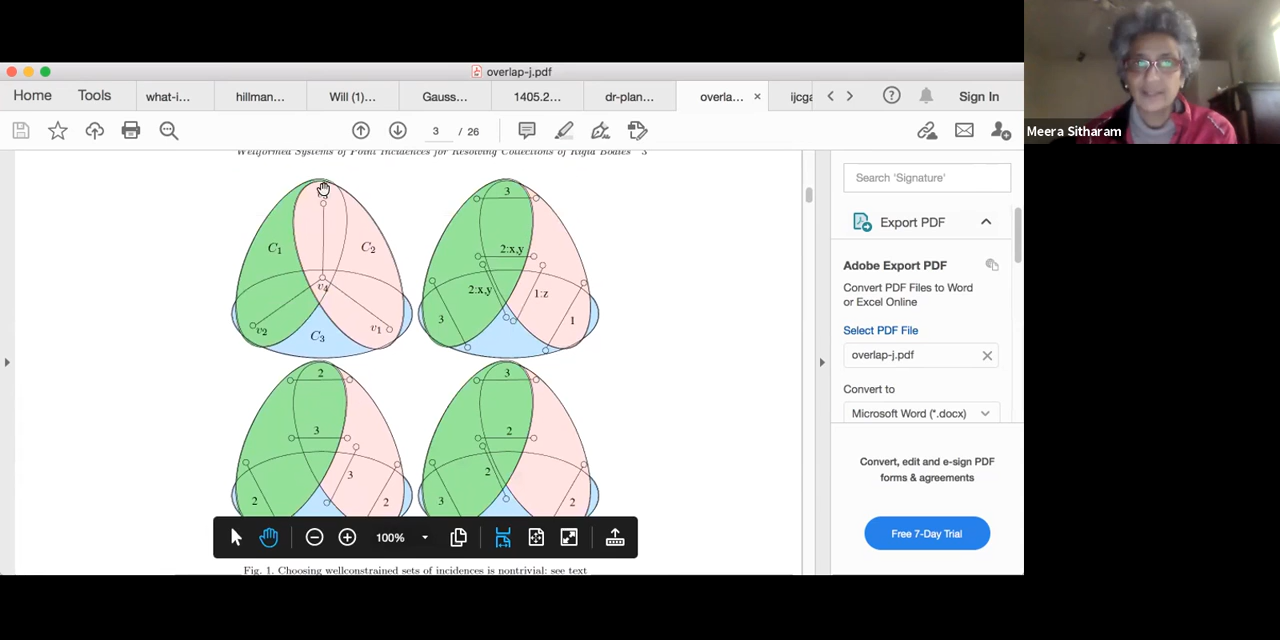 overlap-j.pdf
Home Tools what-i... hillman... Will (1)... Gauss... 1405.2... dr-plan... overla... × ijcga Sign In
3 / 26
Meera Sitharam
Wellformed Systems of Point Incidences for Resolving Collections of Rigid Bodies 3
Search 'Signature'
Export PDF
Adobe Export PDF
Convert PDF Files to Word
or Excel Online
Select PDF File
overlap-j.pdf
Convert to
Microsoft Word (*.docx)
Convert, edit and e-sign PDF
forms & agreements
Free 7-Day Trial
C1 C2
v4
v2 v1
C3
3
2:x,y
2:x,y 1:z
3 1
2
3
3
2 2
3
2
2
3 2
100%
Fig. 1. Choosing wellconstrained sets of incidences is nontrivial: see text